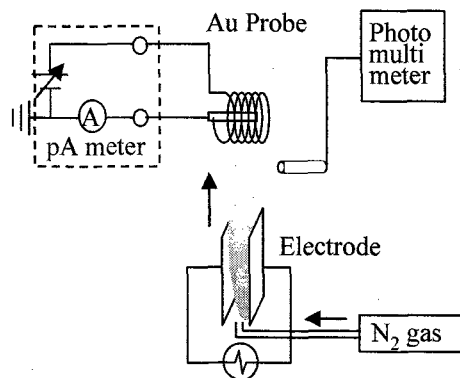 Au Probe
Photo
multi
meter
A
pA meter
Electrode
N₂ gas